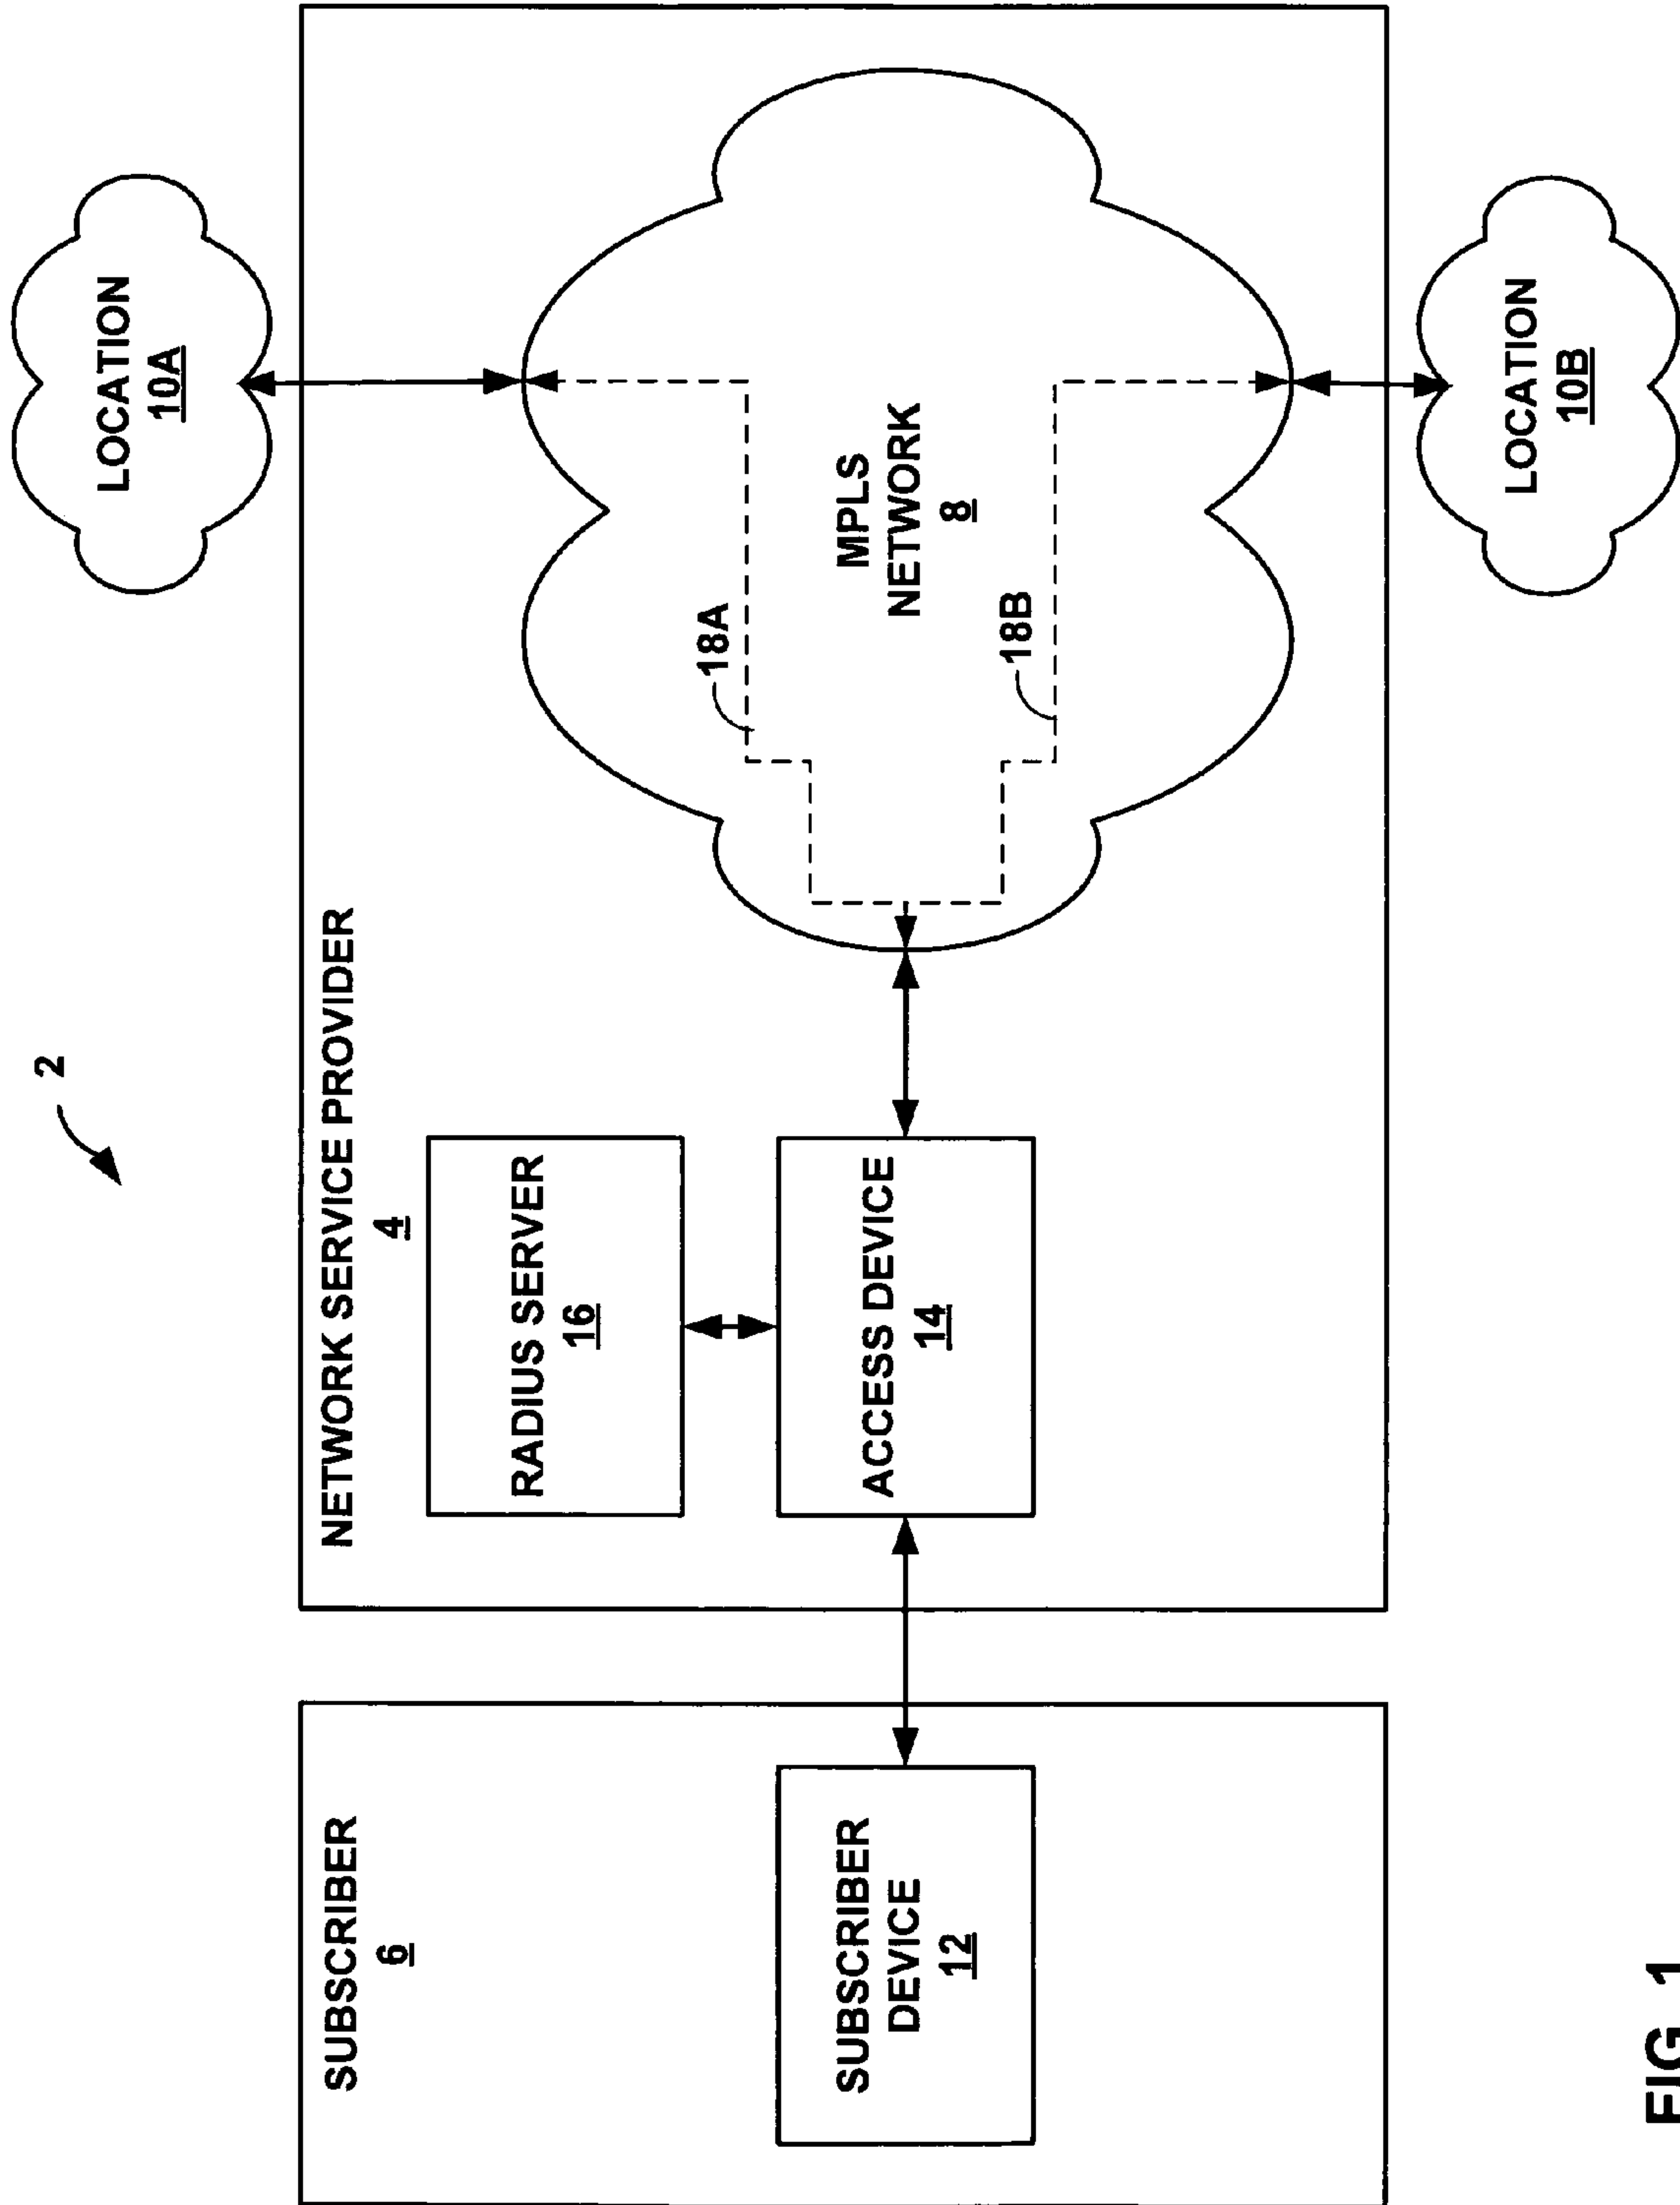 2
LOCATION
10A
NETWORK SERVICE PROVIDER
4
SUBSCRIBER
6
RADIUS SERVER
16
18A
MPLS
NETWORK
8
SUBSCRIBER
DEVICE
12
ACCESS DEVICE
14
18B
LOCATION
10B
FIG. 1